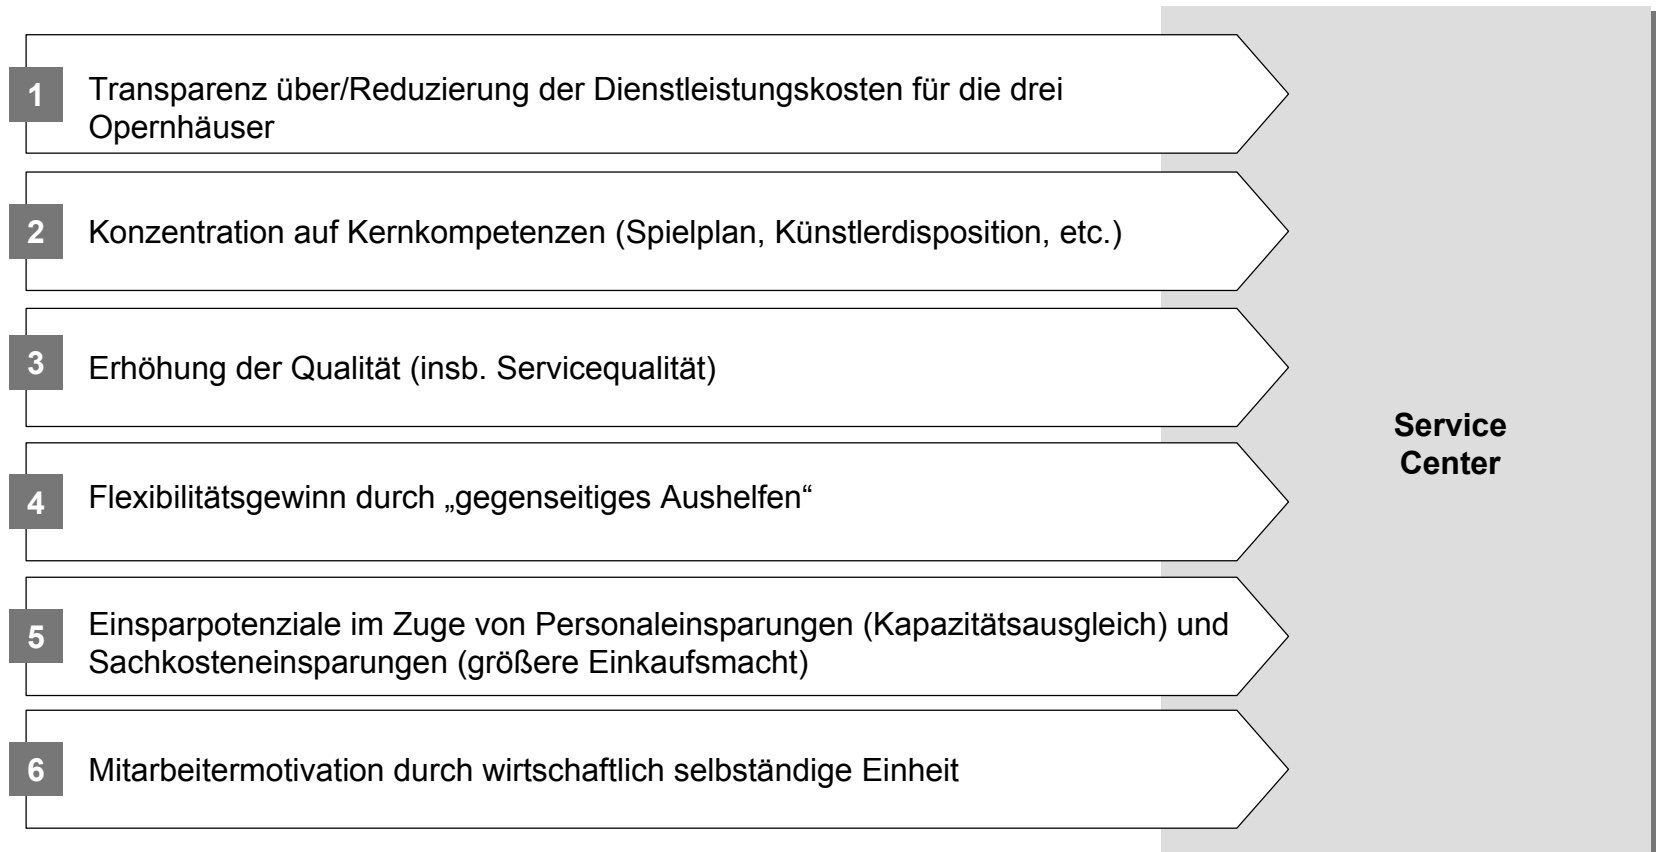 1
Transparenz über/Reduzierung der Dienstleistungskosten für die drei
Opernhäuser
2
Konzentration auf Kernkompetenzen (Spielplan, Künstlerdisposition, etc.)
3
Erhöhung der Qualität (insb. Servicequalität)
4
Flexibilitätsgewinn durch „gegenseitiges Aushelfen“
5
Einsparpotenziale im Zuge von Personaleinsparungen (Kapazitätsausgleich) und
Sachkosteneinsparungen (größere Einkaufsmacht)
6
Mitarbeitermotivation durch wirtschaftlich selbständige Einheit
Service
Center